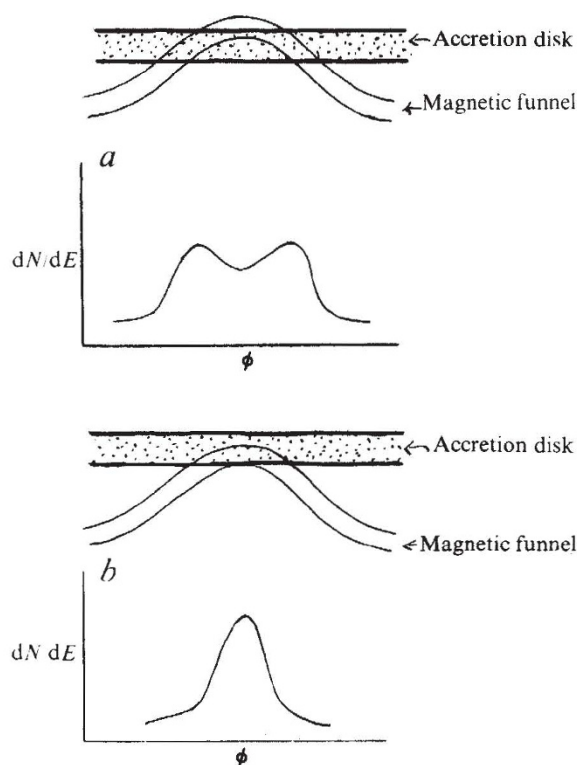 Accretion disk
Magnetic funnel
a
dN/dE
ϕ
Accretion disk
Magnetic funnel
b
dN dE
ϕ